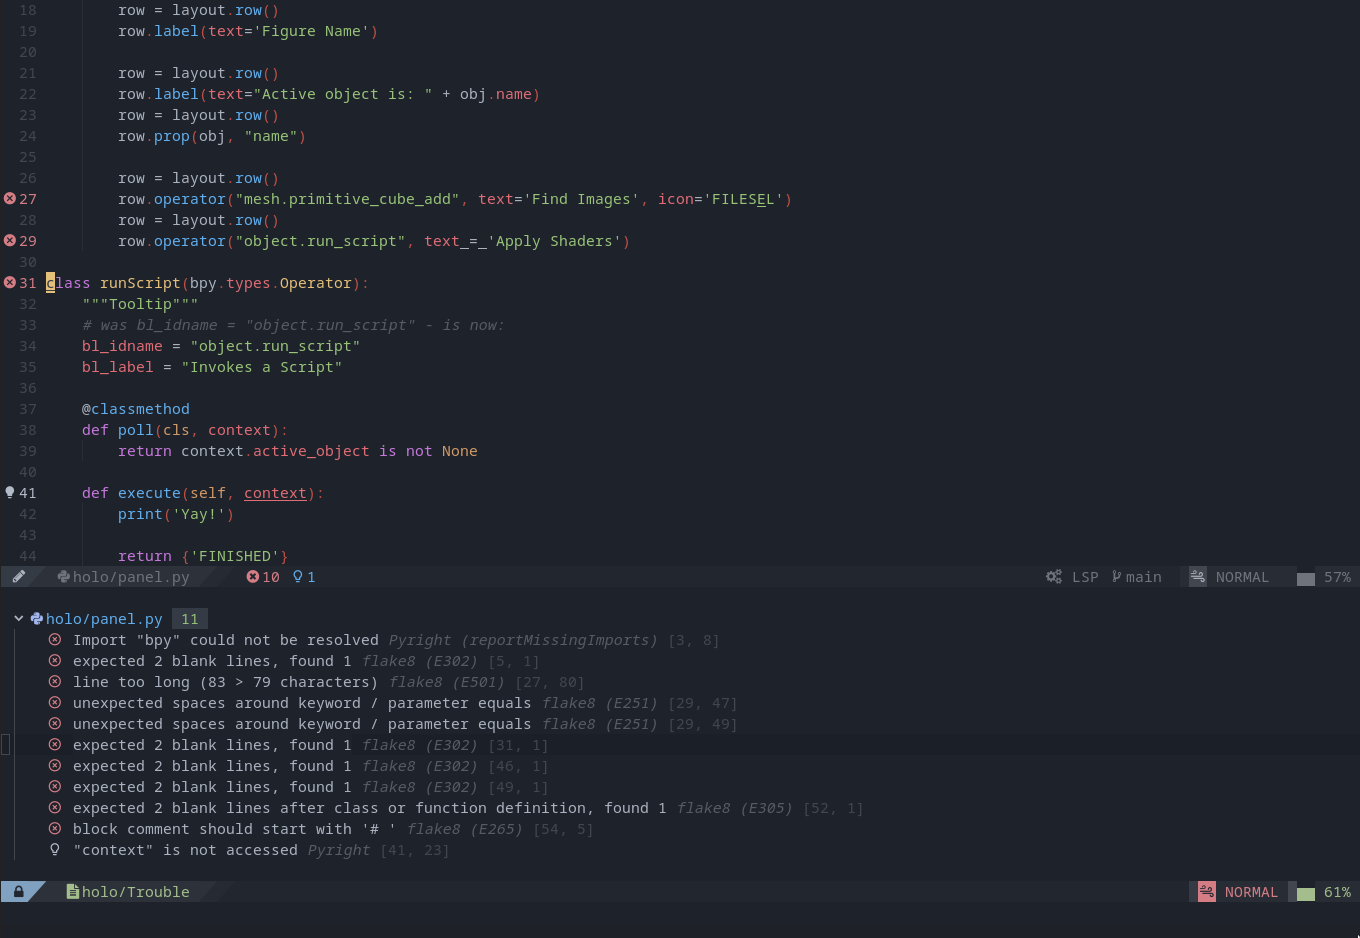 18 row = layout.row()
19 row.label(text='Figure Name')
20
21 row = layout.row()
22 row.label(text="Active object is: " + obj.name)
23 row = layout.row()
24 row.prop(obj, "name")
25
26 row = layout.row()
27 row.operator("mesh.primitive_cube_add", text='Find Images', icon='FILESEL')
28 row = layout.row()
29 row.operator("object.run_script", text = 'Apply Shaders')
30
31 class runScript(bpy.types.Operator):
32 """Tooltip"""
33 # was bl_idname = "object.run_script" - is now:
34 bl_idname = "object.run_script"
35 bl_label = "Invokes a Script"
36
37 @classmethod
38 def poll(cls, context):
39 return context.active_object is not None
40
41 def execute(self, context):
42 print('Yay!')
43
44 return {'FINISHED'}
holo/panel.py 10 1 LSP main NORMAL 57%
holo/panel.py 11
Import "bpy" could not be resolved Pyright (reportMissingImports) [3, 8]
expected 2 blank lines, found 1 flake8 (E302) [5, 1]
line too long (83 > 79 characters) flake8 (E501) [27, 80]
unexpected spaces around keyword / parameter equals flake8 (E251) [29, 47]
unexpected spaces around keyword / parameter equals flake8 (E251) [29, 49]
expected 2 blank lines, found 1 flake8 (E302) [31, 1]
expected 2 blank lines, found 1 flake8 (E302) [46, 1]
expected 2 blank lines, found 1 flake8 (E302) [49, 1]
expected 2 blank lines after class or function definition, found 1 flake8 (E305) [52, 1]
block comment should start with '# ' flake8 (E265) [54, 5]
"context" is not accessed Pyright [41, 23]
holo/Trouble NORMAL 61%